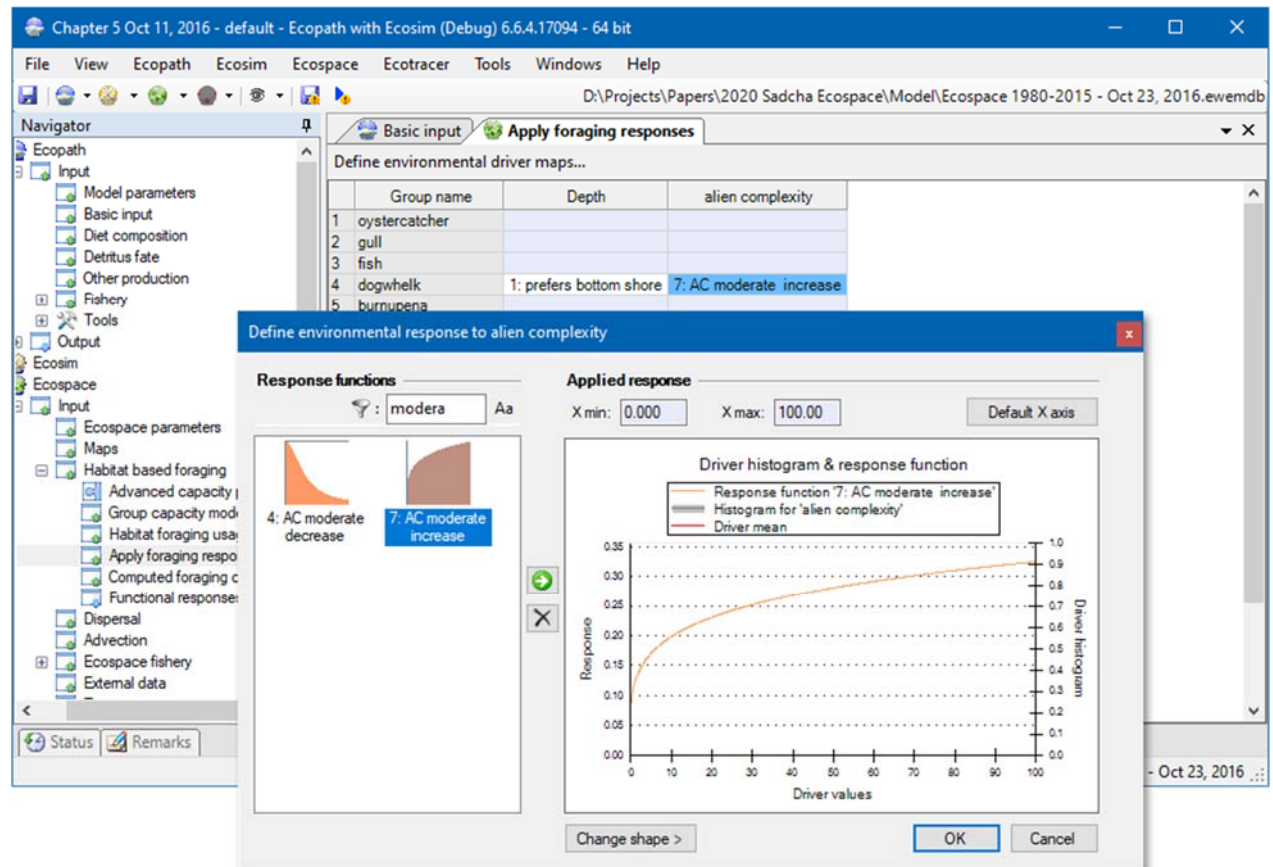 Chapter 5 Oct 11, 2016 - default - Ecopath with Ecosim (Debug) 6.6.4.17094 - 64 bit
File View Ecopath Ecosim Ecospace Ecotracer Tools Windows Help
D:\Projects\Papers\2020 Sadcha Ecospace\Model\Ecospace 1980-2015 - Oct 23, 2016.ewemdb
Navigator
Ecopath
Input
Model parameters
Basic input
Diet composition
Detritus fate
Other production
Fishery
Tools
Output
Ecosim
Ecospace
Input
Ecospace parameters
Maps
Habitat based foraging
Advanced capacity
Group capacity mode
Habitat foraging usa
Apply foraging respo
Computed foraging c
Functional responses
Dispersal
Advection
Ecospace fishery
External data
Status Remarks
Basic input Apply foraging responses
Define environmental driver maps...
Group name Depth alien complexity
1 oystercatcher
2 gull
3 fish
4 dogwhelk 1: prefers bottom shore 7: AC moderate increase
5 burnupena
Define environmental response to alien complexity
x
Response functions
: modera Aa
4: AC moderate
decrease
7: AC moderate
increase
Applied response
X min: 0.000 X max: 100.00 Default X axis
Driver histogram & response function
Response function '7: AC moderate increase'
Histogram for 'alien complexity'
Driver mean
Response
0.35
0.30
0.25
0.20
0.15
0.10
0.05
0.00
1.0
0.9
0.8
0.7
0.6
0.5
0.4
0.3
0.2
0.1
0.0
Driver histogram
0 10 20 30 40 50 60 70 80 90 100
Driver values
Change shape > OK Cancel
- Oct 23, 2016